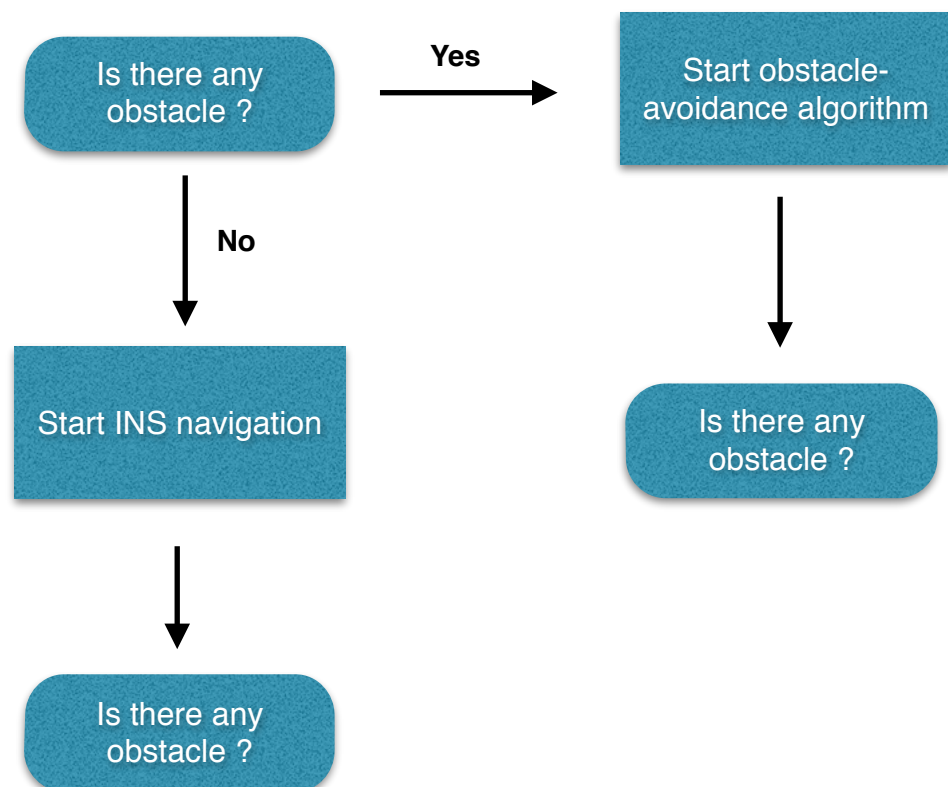 Is there any
obstacle ?
Yes
Start obstacle-
avoidance algorithm
No
Start INS navigation
Is there any
obstacle ?
Is there any
obstacle ?